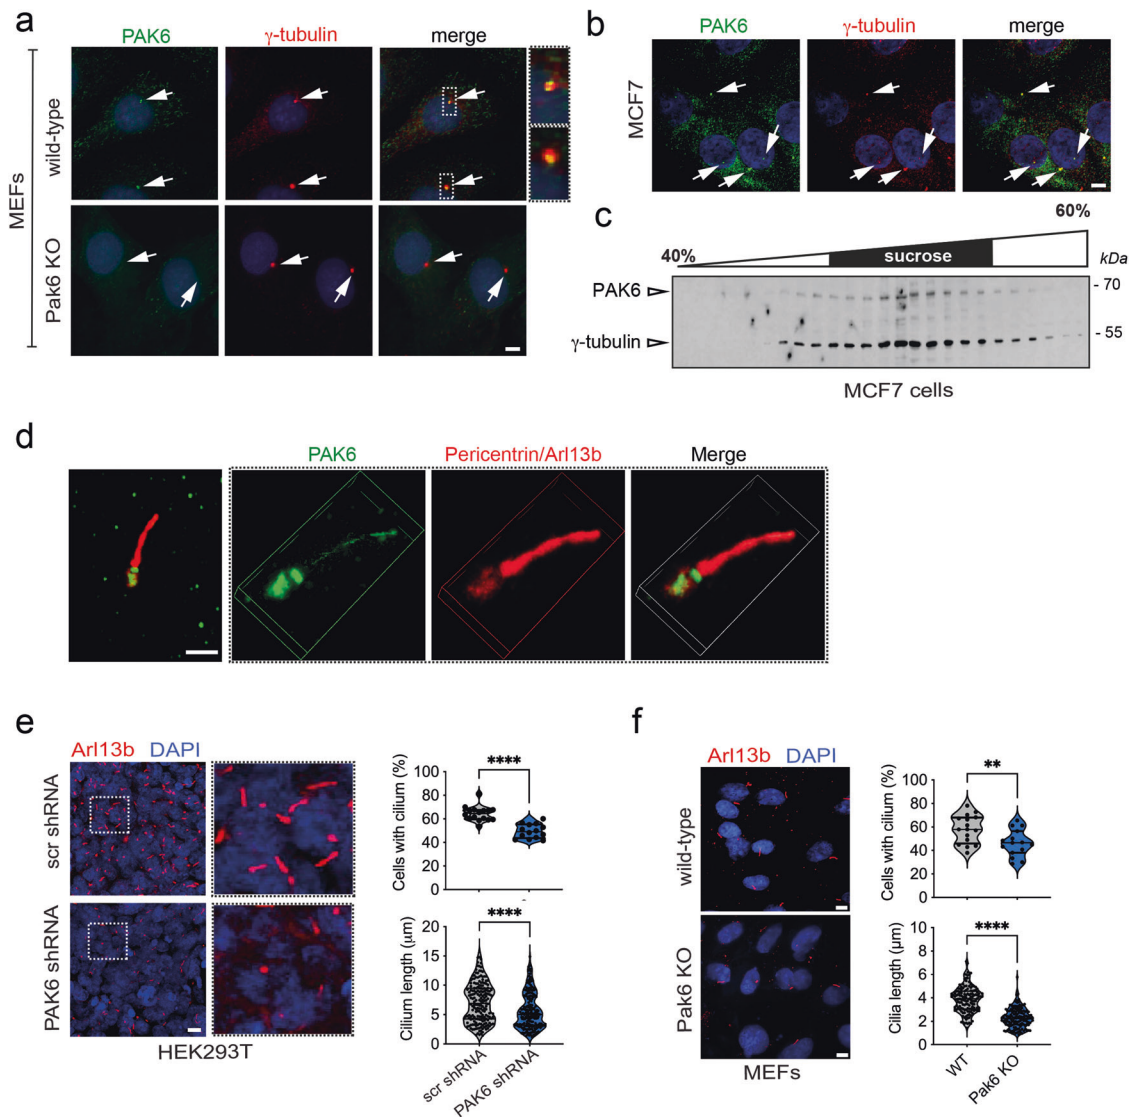 a
PAK6 γ-tubulin merge
MEFs
wild-type
Pak6 KO
b
PAK6 γ-tubulin merge
MCF7
c
40% sucrose 60%
kDa
PAK6 - 70
γ-tubulin - 55
MCF7 cells
d
PAK6 Pericentrin/Arl13b Merge
e
Arl13b DAPI
scr shRNA
PAK6 shRNA
HEK293T
Cells with cilium (%)
100
80
60
40
20
0
****
Cilium length (μm)
20
15
10
5
0
****
scr shRNA PAK6 shRNA
f
Arl13b DAPI
wild-type
Pak6 KO
MEFs
Cells with cilium (%)
100
80
60
40
20
0
**
Cilia length (μm)
10
8
6
4
2
0
****
WT Pak6 KO